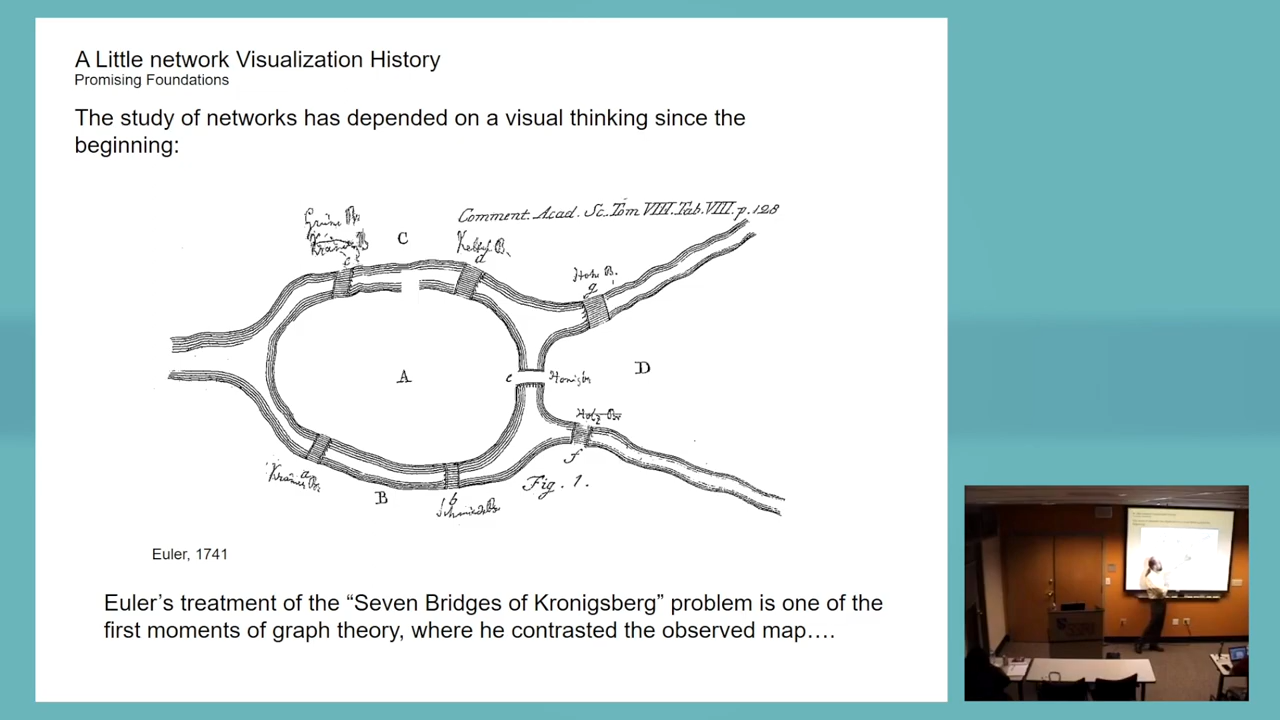 A Little network Visualization History
Promising Foundations
The study of networks has depended on a visual thinking since the
beginning:
Comment. Acad. Sc. Tom VIII. Tab. VIII. p. 128
C
d
g
A
D
e
f
Fig. 1.
a
b
B
Euler, 1741
Euler’s treatment of the “Seven Bridges of Kronigsberg” problem is one of the
first moments of graph theory, where he contrasted the observed map….